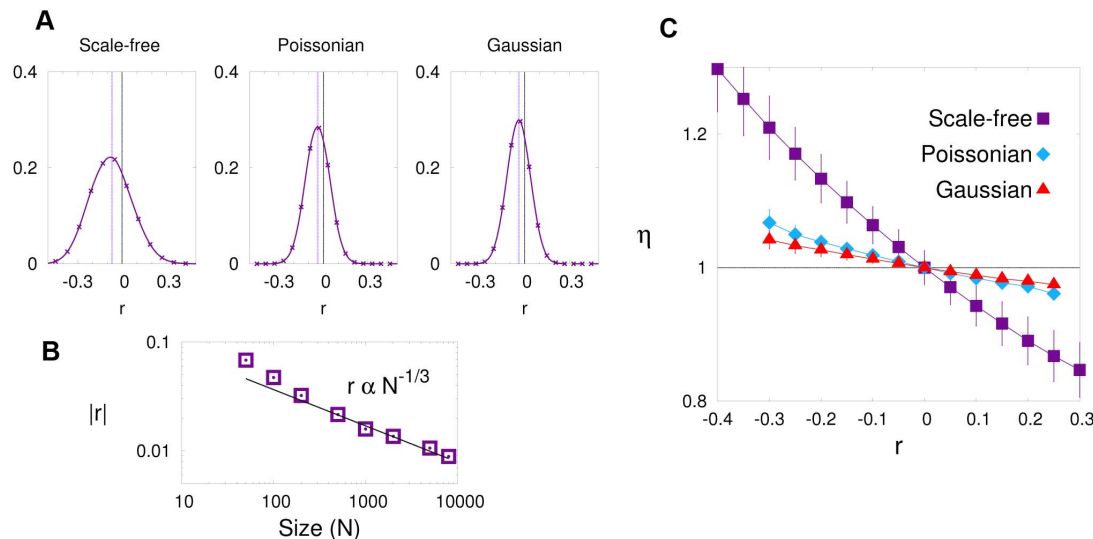 A
Scale-free
Poissonian
Gaussian
0.4
0.2
0
-0.3
0
0.3
r
0.4
0.2
0
-0.3
0
0.3
r
0.4
0.2
0
-0.3
0
0.3
r
B
0.1
0.01
|r|
r α N-1/3
10
100
1000
10000
Size (N)
C
1.2
1
0.8
η
Scale-free
Poissonian
Gaussian
-0.4
-0.3
-0.2
-0.1
0
0.1
0.2
0.3
r